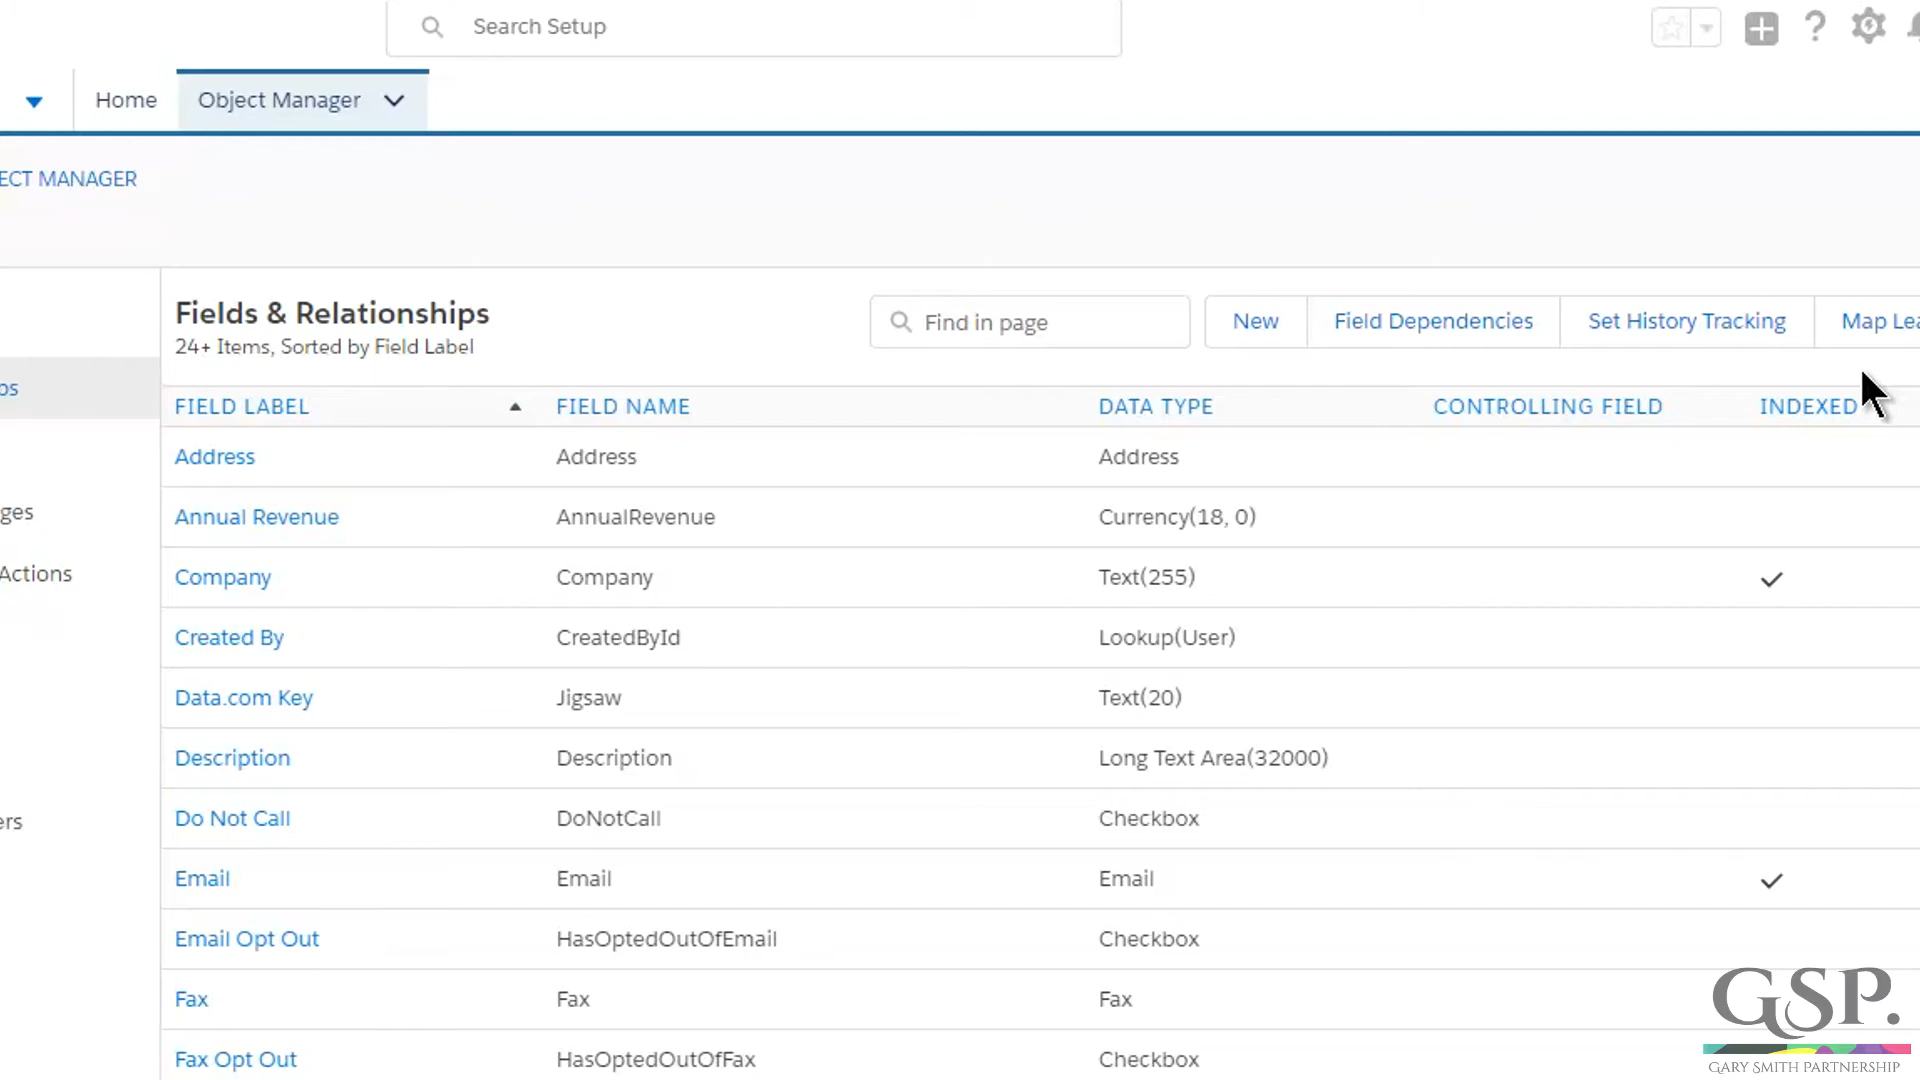 Search Setup
Home
Object Manager
ECT MANAGER
Fields & Relationships
24+ Items, Sorted by Field Label
Find in page
New
Field Dependencies
Set History Tracking
Map Lea
ps
ges
Actions
ers
FIELD LABEL FIELD NAME DATA TYPE CONTROLLING FIELD INDEXED
Address Address Address
Annual Revenue AnnualRevenue Currency(18, 0)
Company Company Text(255)
Created By CreatedById Lookup(User)
Data.com Key Jigsaw Text(20)
Description Description Long Text Area(32000)
Do Not Call DoNotCall Checkbox
Email Email Email
Email Opt Out HasOptedOutOfEmail Checkbox
Fax Fax Fax
Fax Opt Out HasOptedOutOfFax Checkbox
GSP.
GARY SMITH PARTNERSHIP